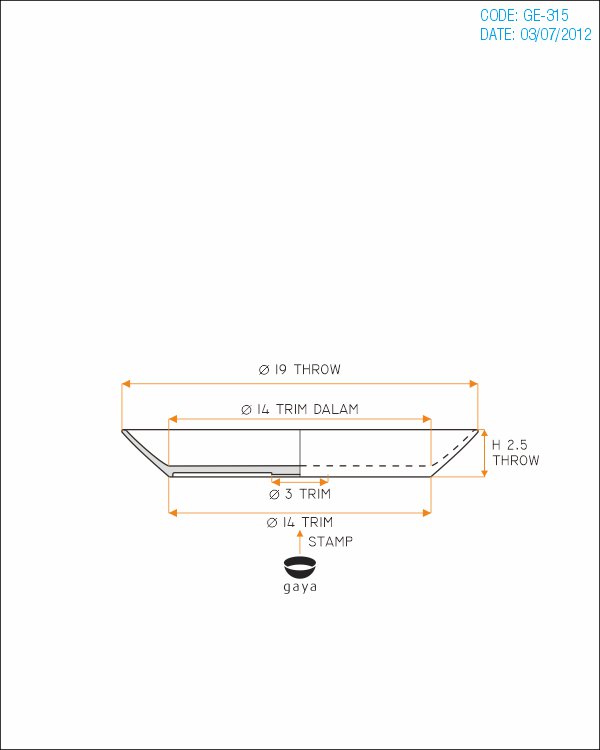 CODE: GE-315
DATE: 03/07/2012
Ø 19 THROW
Ø 14 TRIM DALAM
H 2.5
THROW
Ø 3 TRIM
Ø 14 TRIM
STAMP
gaya